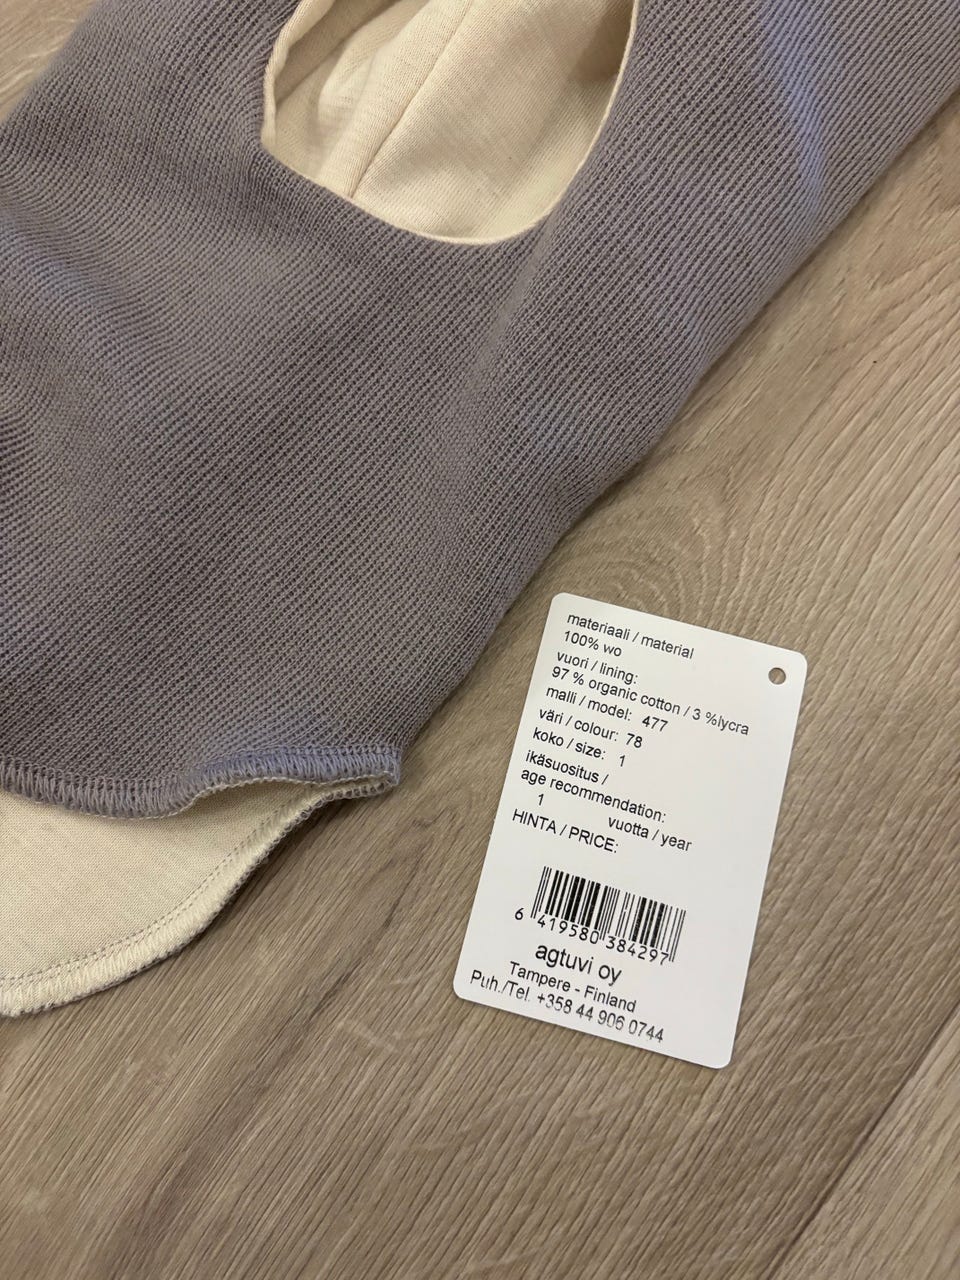 materiaali / material
100% wo
vuori / lining:
97 % organic cotton / 3 %lycra
malli / model: 477
väri / colour: 78
koko / size: 1
ikäsuositus /
age recommendation:
1 vuotta / year
HINTA / PRICE:
6 419580 384297
agtuvi oy
Tampere - Finland
Puh./Tel. +358 44 906 0744